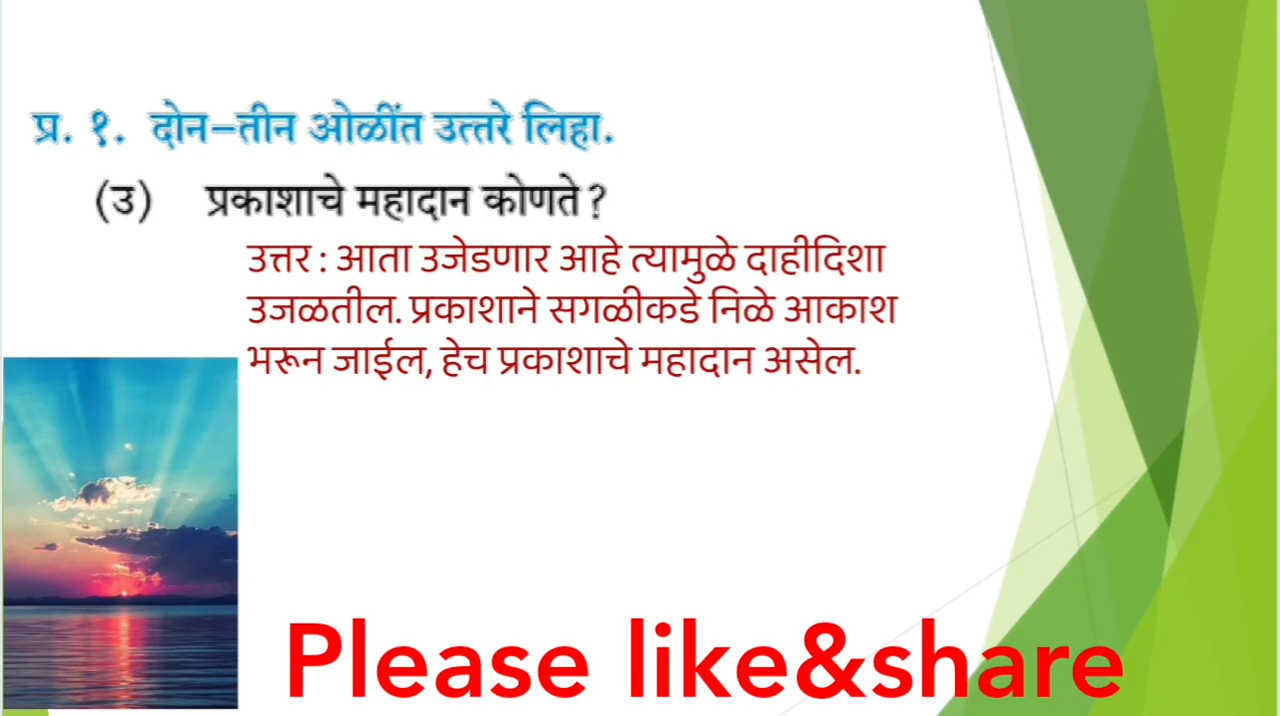 प्र. १. दोन–तीन ओळींत उत्तरे लिहा.
(उ) प्रकाशाचे महादान कोणते?
उत्तर : आता उजेडणार आहे त्यामुळे दाहीदिशा
उजळतील. प्रकाशाने सगळीकडे निळे आकाश
भरून जाईल, हेच प्रकाशाचे महादान असेल.
Please like&share